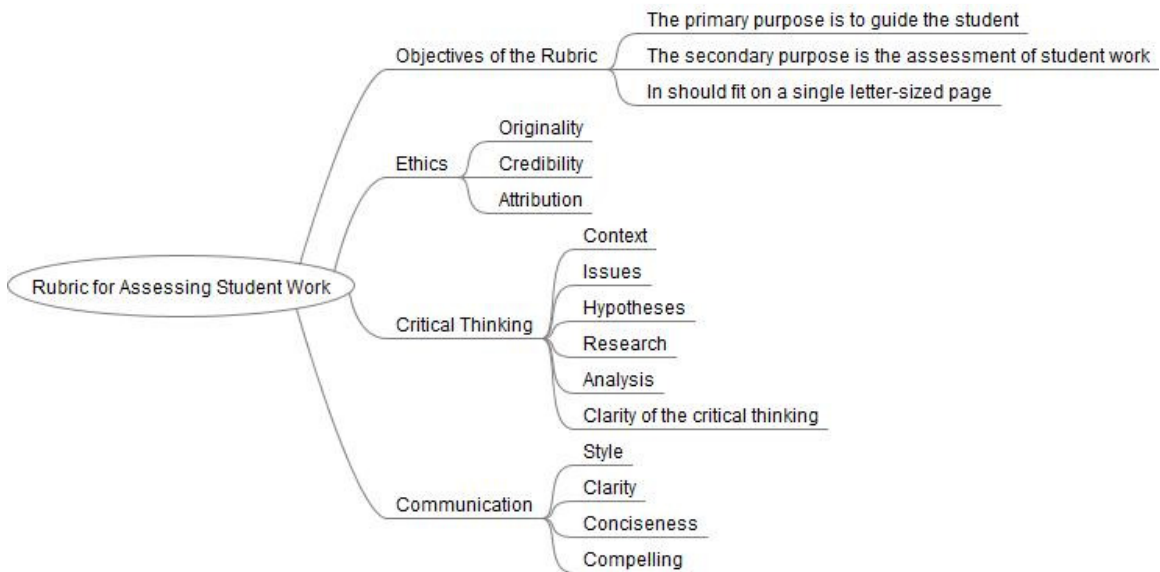 Rubric for Assessing Student Work
Objectives of the Rubric
The primary purpose is to guide the student
The secondary purpose is the assessment of student work
In should fit on a single letter-sized page
Ethics
Originality
Credibility
Attribution
Critical Thinking
Context
Issues
Hypotheses
Research
Analysis
Clarity of the critical thinking
Communication
Style
Clarity
Conciseness
Compelling